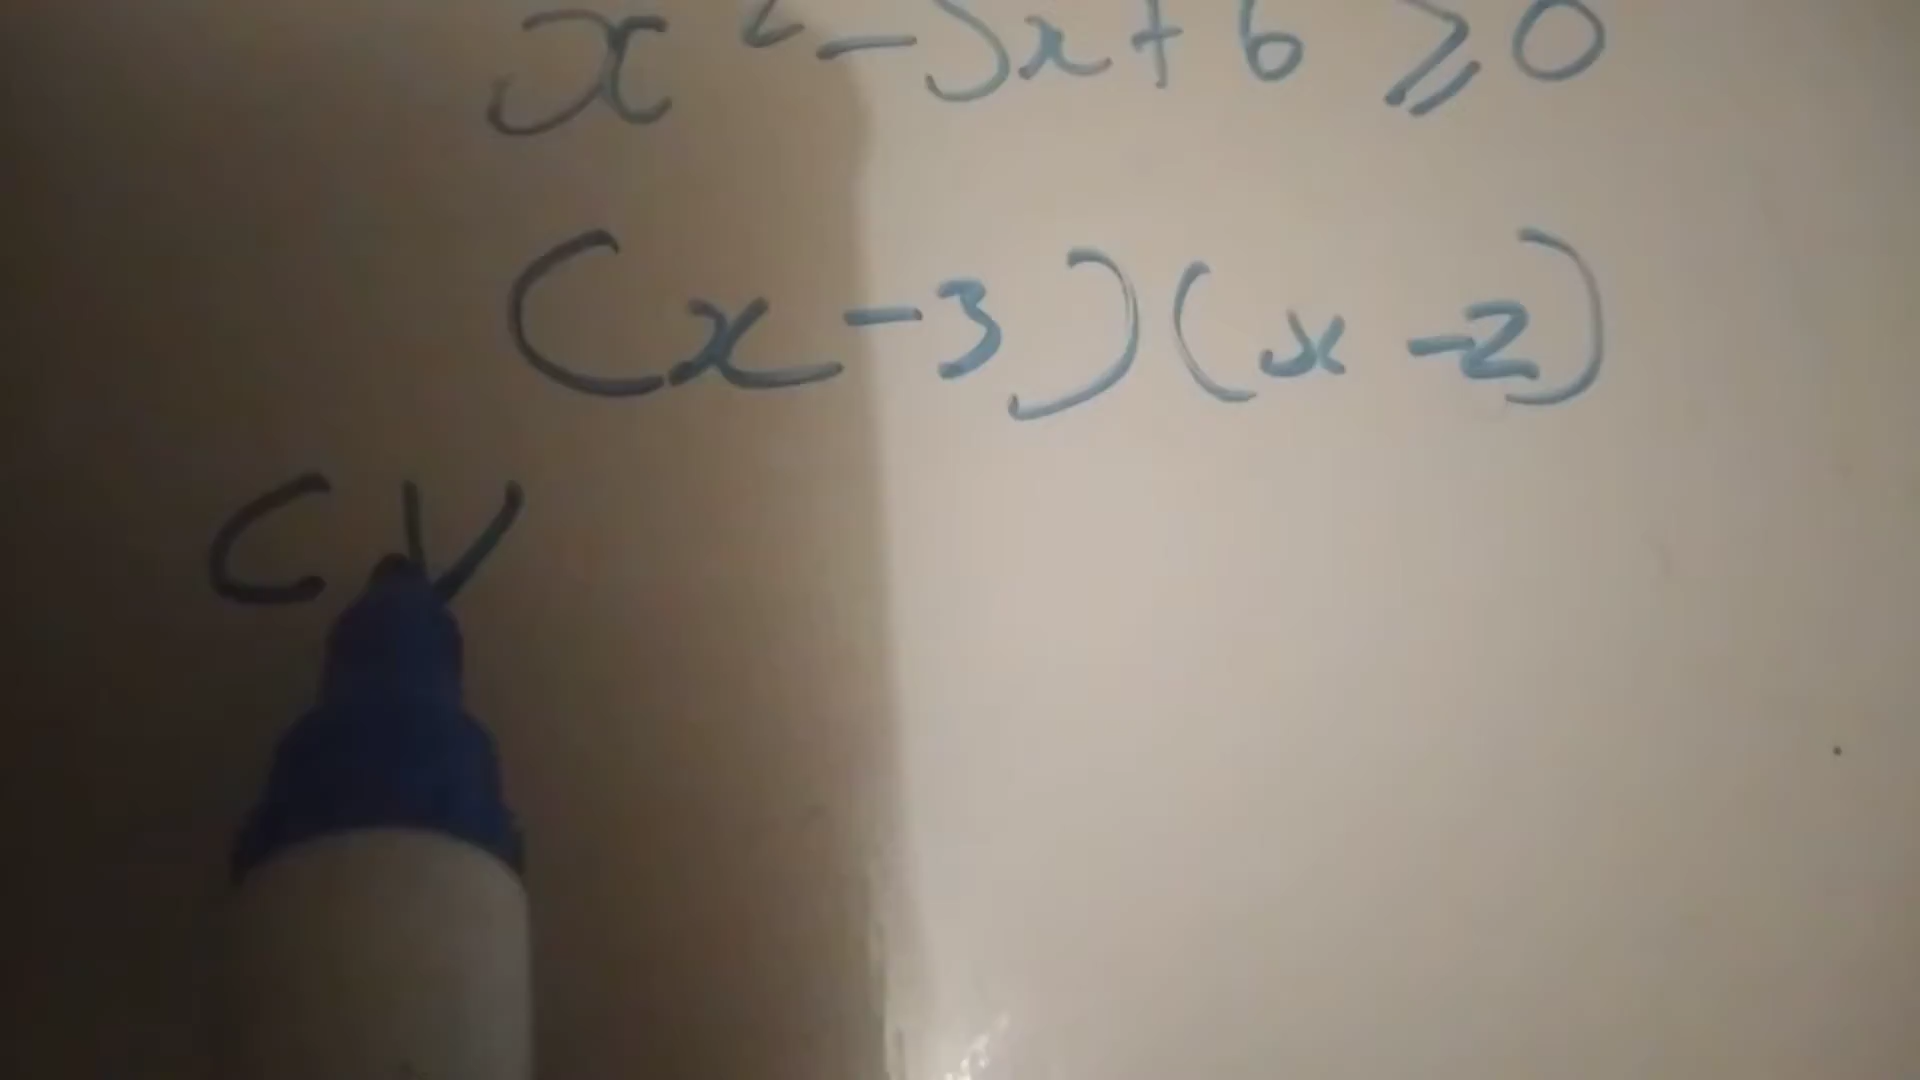 x² - 5x + 6 ⩾ 0
(x - 3)(x - 2)
CV